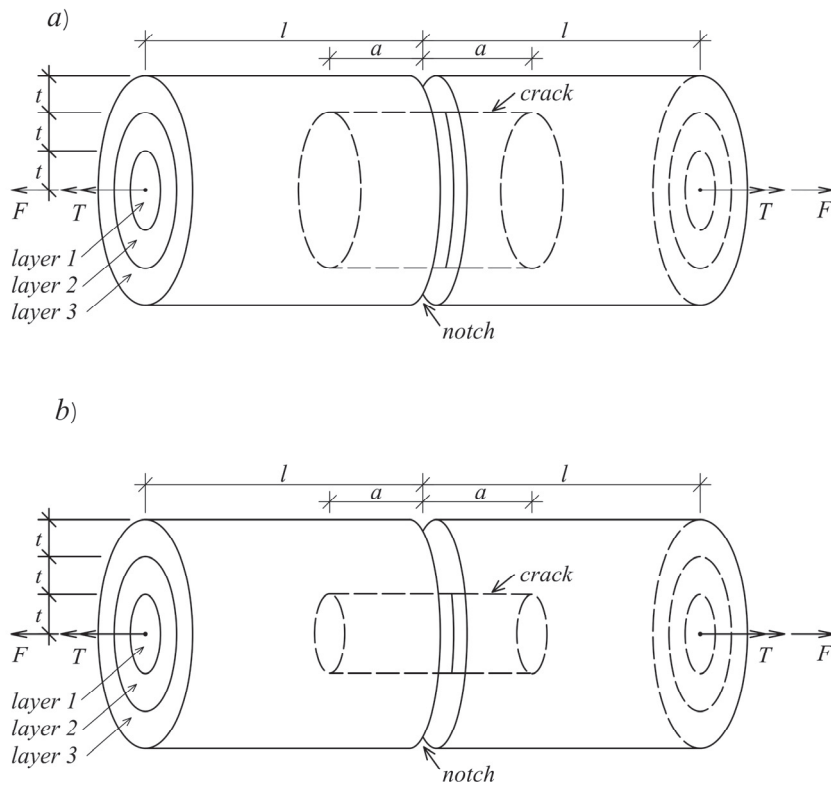 a)
l l
a a
t
t
t
crack
F T T F
layer 1
layer 2
layer 3
notch
b)
l l
a a
t
t
t
crack
F T T F
layer 1
layer 2
layer 3
notch